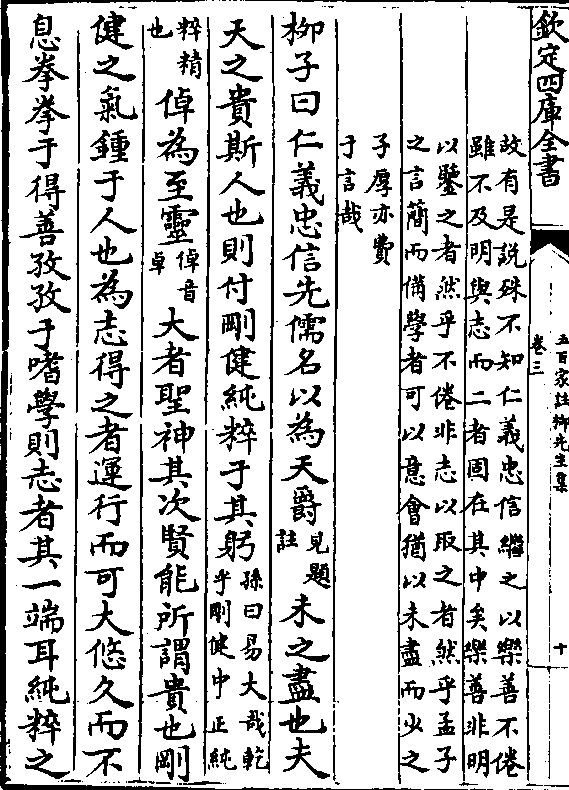 欽定四庫全書
五百家註柳先生集
卷三
十
故有是説殊不知仁義忠信繼之以樂善不倦
雖不及明與志而二者固在其中矣樂善非明
以鑒之者然乎不倦非志以取之者然乎孟子
之言簡而備學者可以意會猶以未盡而少之
子厚亦費
于言哉
柳子曰仁義忠信先儒名以為天爵見題註未之盡也夫
天之貴斯人也則付剛健純粹于其躬孫曰易大哉乾乎剛健中正純
粹精也倬為至靈倬音卓大者聖神其次賢能所謂貴也剛
健之氣鍾于人也為志得之者運行而可大悠久而不
息拳拳于得善孜孜于嗜學則志者其一端耳純粹之